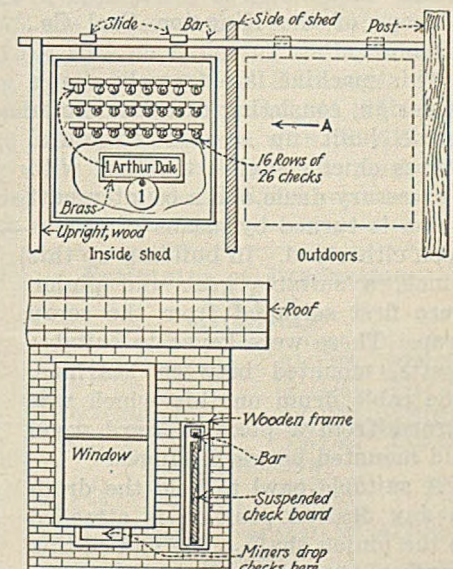 Slide
Bar
Side of shed
Post
A
16 Rows of
26 checks
1 Arthur Dale
1
Brass
Upright, wood
Inside shed
Outdoors
Roof
Wooden frame
Window
Bar
Suspended
check board
Miners drop
checks here